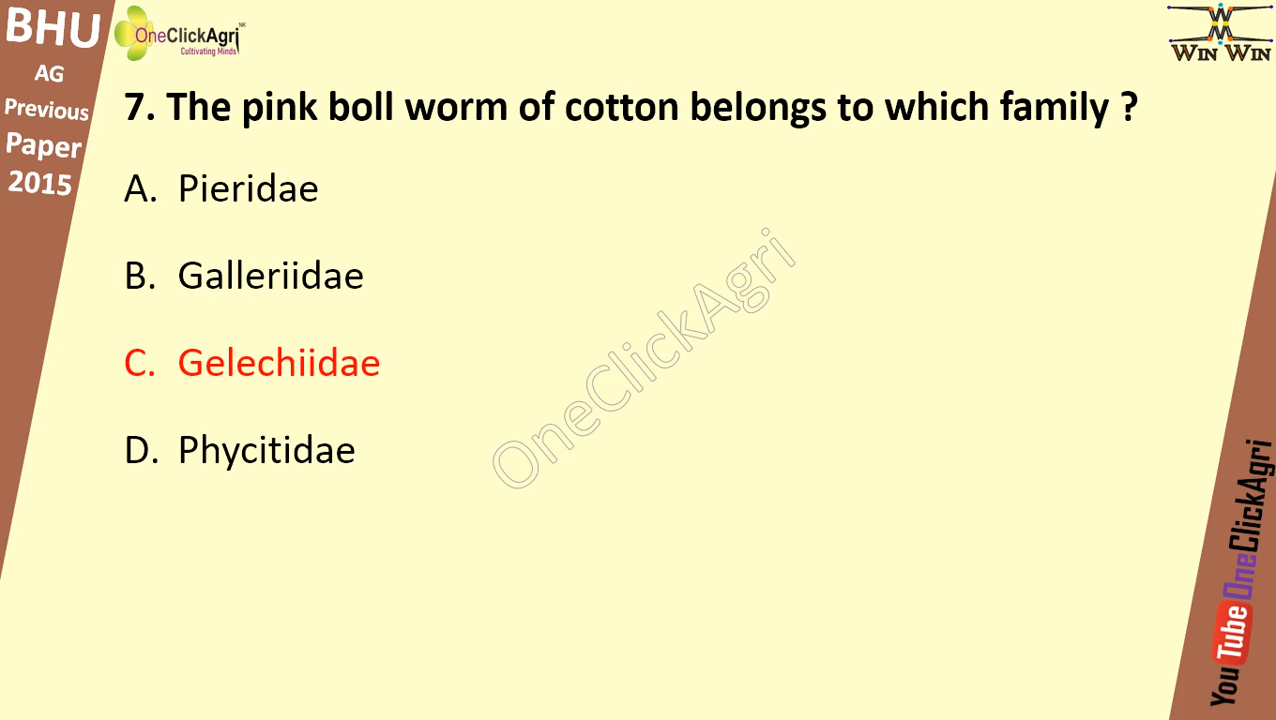 BHU
AG
Previous
Paper
2015
OneClickAgri NK
Cultivating Minds
WIN WIN
7. The pink boll worm of cotton belongs to which family ?
A. Pieridae
B. Galleriidae
C. Gelechiidae
D. Phycitidae
OneClickAgri
YouTube OneClickAgri